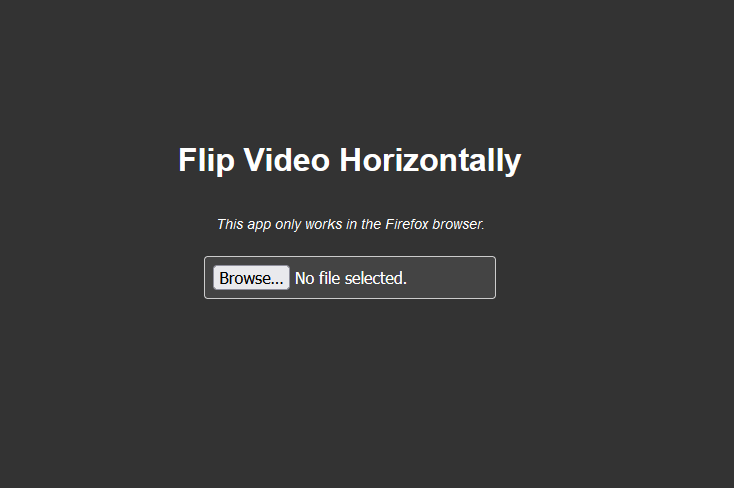 Flip Video Horizontally
This app only works in the Firefox browser.
Browse... No file selected.